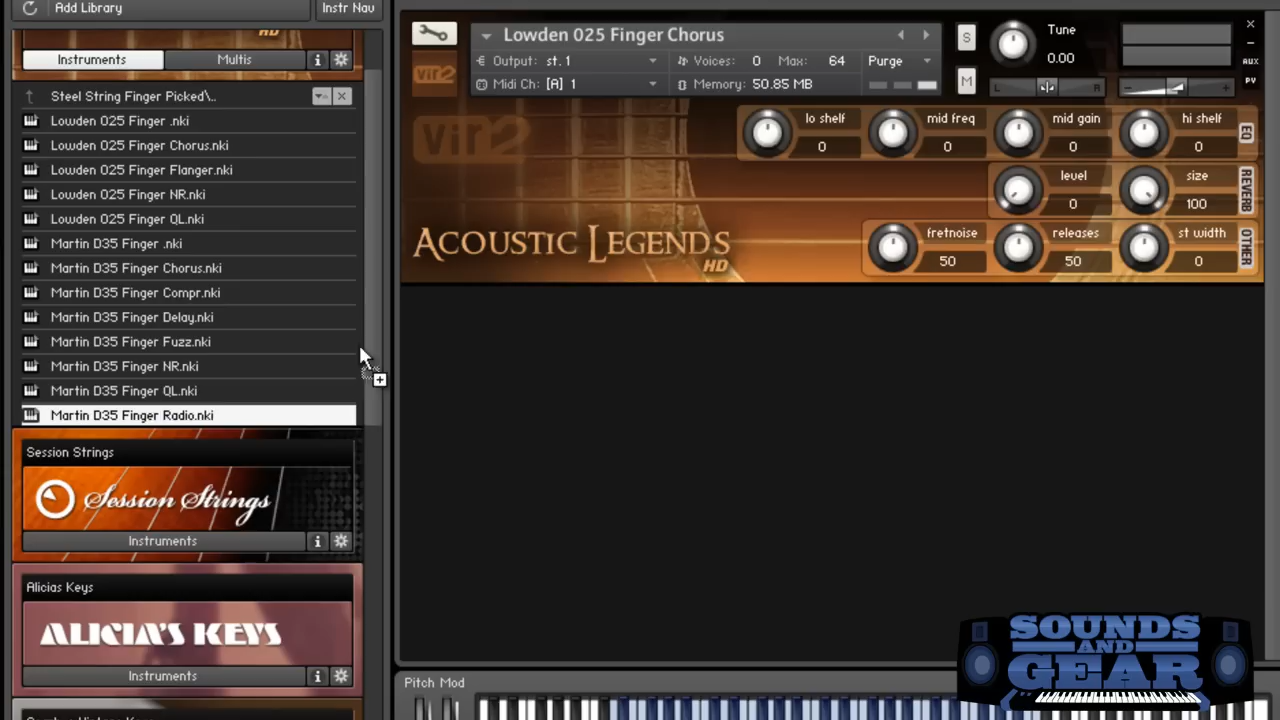 Add Library
Instr Nav
HD
Instruments
Multis
Steel String Finger Picked\..
Lowden 025 Finger .nki
Lowden 025 Finger Chorus.nki
Lowden 025 Finger Flanger.nki
Lowden 025 Finger NR.nki
Lowden 025 Finger QL.nki
Martin D35 Finger .nki
Martin D35 Finger Chorus.nki
Martin D35 Finger Compr.nki
Martin D35 Finger Delay.nki
Martin D35 Finger Fuzz.nki
Martin D35 Finger NR.nki
Martin D35 Finger QL.nki
Martin D35 Finger Radio.nki
Session Strings
Session Strings
Instruments
Alicias Keys
ALICIA'S KEYS
Instruments
Lowden 025 Finger Chorus
S
Tune
0.00
Output: st. 1
Voices: 0 Max: 64
Purge
AUX
Midi Ch: [A] 1
Memory: 50.85 MB
M
L
R
PV
vir2
Vir2
lo shelf
0
mid freq
0
mid gain
0
hi shelf
0
EQ
level
0
size
100
REVERB
ACOUSTIC LEGENDS
HD
fretnoise
50
releases
50
st width
0
OTHER
SOUNDS
AND
GEAR
Pitch Mod